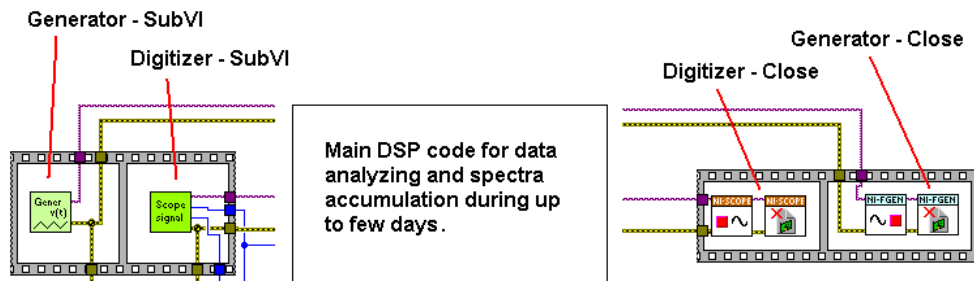 Generator - SubVI
Digitizer - SubVI
Gener
v(t)
Scope
signal
Main DSP code for data
analyzing and spectra
accumulation during up
to few days.
Generator - Close
Digitizer - Close
NI-SCOPE
NI-SCOPE
NI-FGEN
NI-FGEN